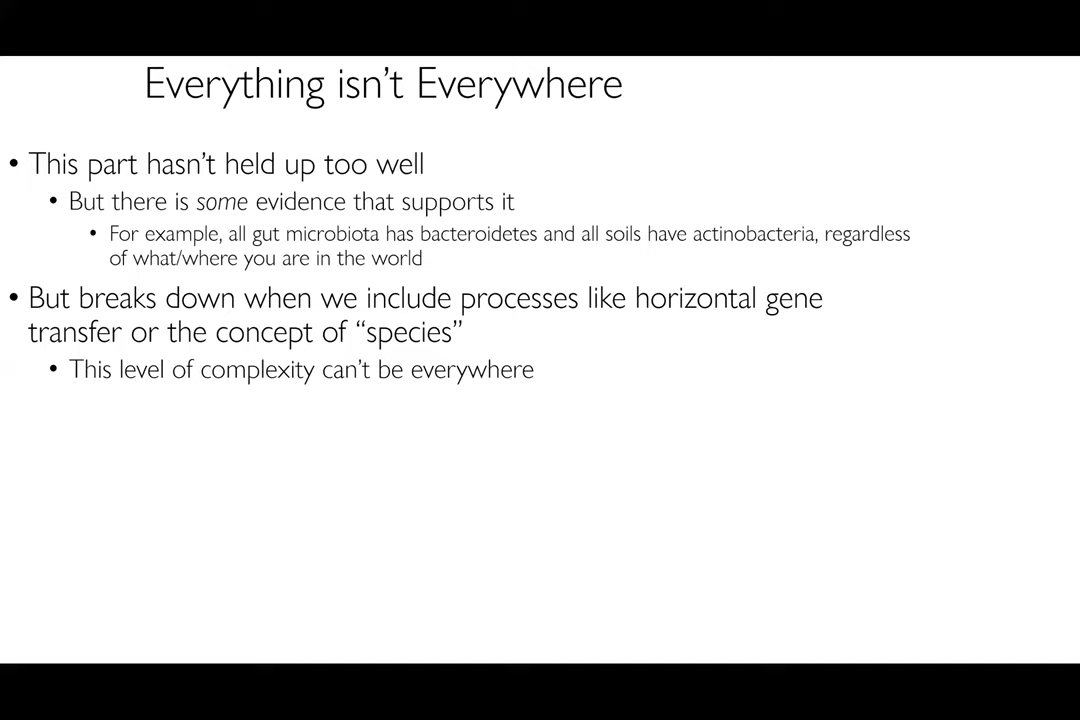 Everything isn’t Everywhere
• This part hasn’t held up too well
• But there is some evidence that supports it
• For example, all gut microbiota has bacteroidetes and all soils have actinobacteria, regardless
of what/where you are in the world
• But breaks down when we include processes like horizontal gene
transfer or the concept of “species”
• This level of complexity can’t be everywhere